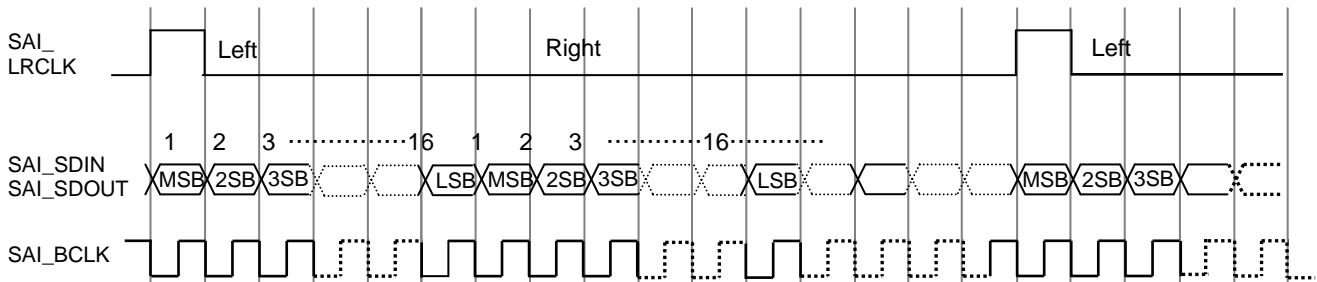 SAI_
LRCLK
Left
Right
Left
1 2 3 16 1 2 3 16
SAI_SDIN
SAI_SDOUT
MSB 2SB 3SB LSB MSB 2SB 3SB LSB MSB 2SB 3SB
SAI_BCLK